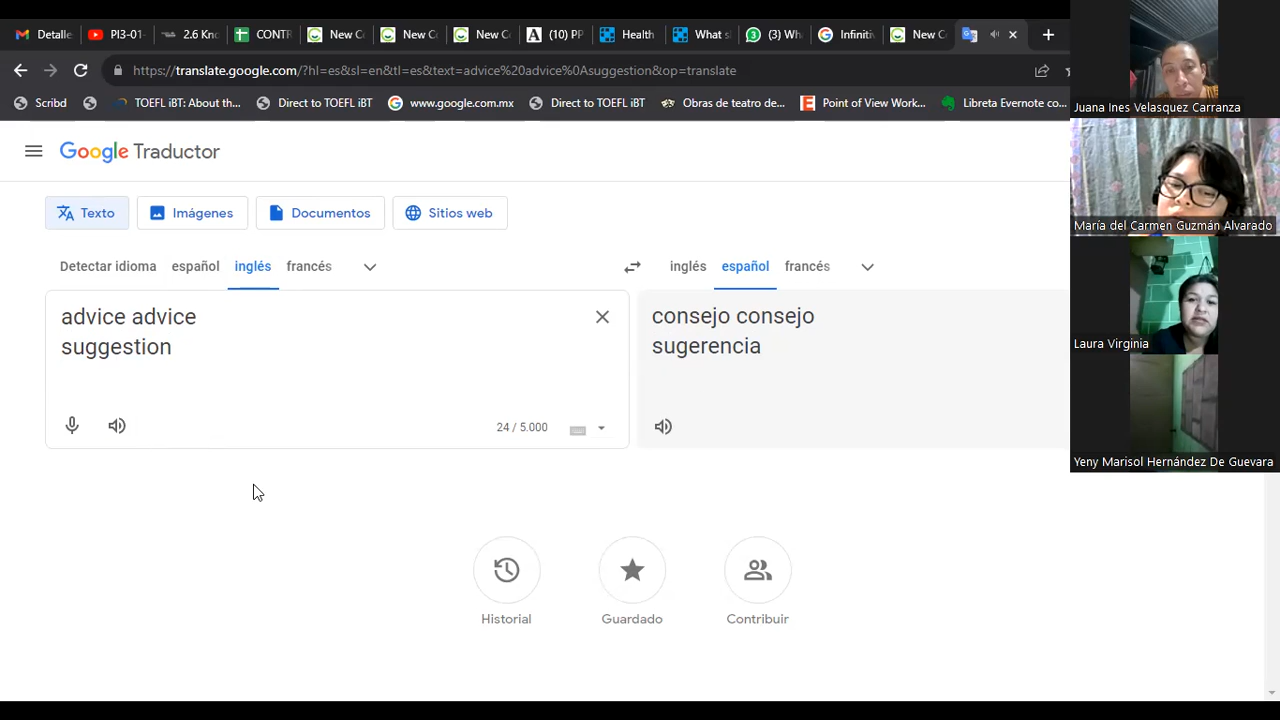 Detalle
PI3-01-
2.6 Kno
CONTR
New Co
New Co
New Co
(10) PP
Health
What s
(3) Wh
Infiniti
New Co
https://translate.google.com/?hl=es&sl=en&tl=es&text=advice%20advice%0Asuggestion&op=translate
Scribd
TOEFL iBT: About th...
Direct to TOEFL iBT
www.google.com.mx
Direct to TOEFL iBT
Obras de teatro de...
Point of View Work...
Libreta Evernote co...
Google Traductor
Texto
Imágenes
Documentos
Sitios web
Detectar idioma
español
inglés
francés
inglés
español
francés
advice advice
suggestion
24 / 5.000
consejo consejo
sugerencia
Historial
Guardado
Contribuir
Juana Ines Velasquez Carranza
María del Carmen Guzmán Alvarado
Laura Virginia
Yeny Marisol Hernández De Guevara